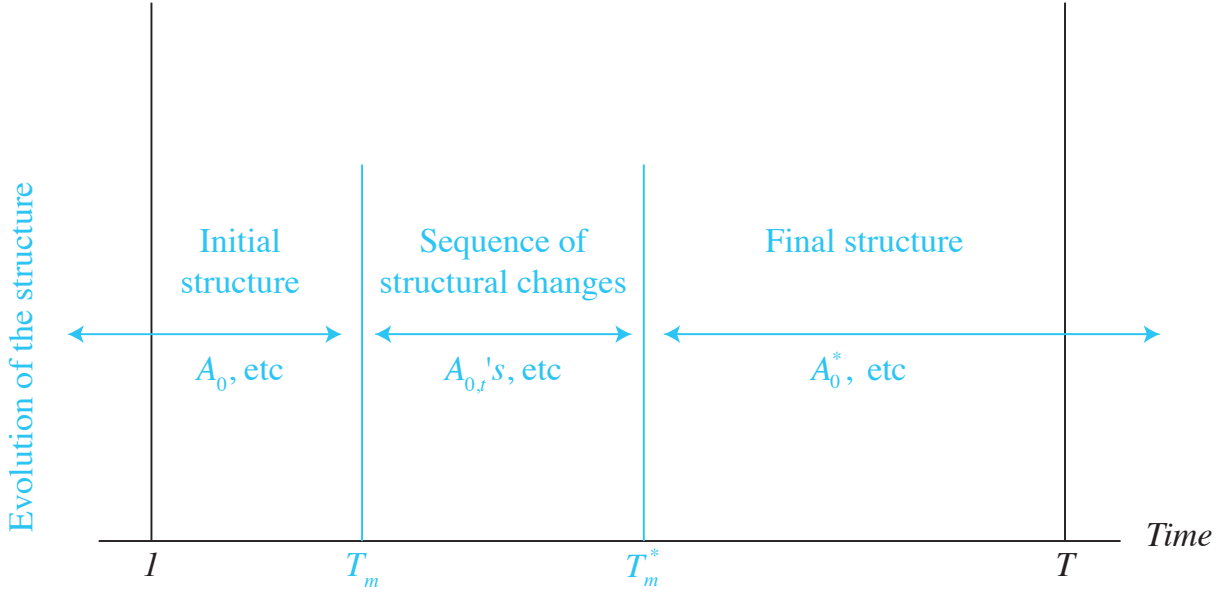 Evolution of the structure
Initial
structure
Sequence of
structural changes
Final structure
A₀, etc
A₀,ₜ's, etc
A₀*, etc
1
Tₘ
Tₘ*
T
Time